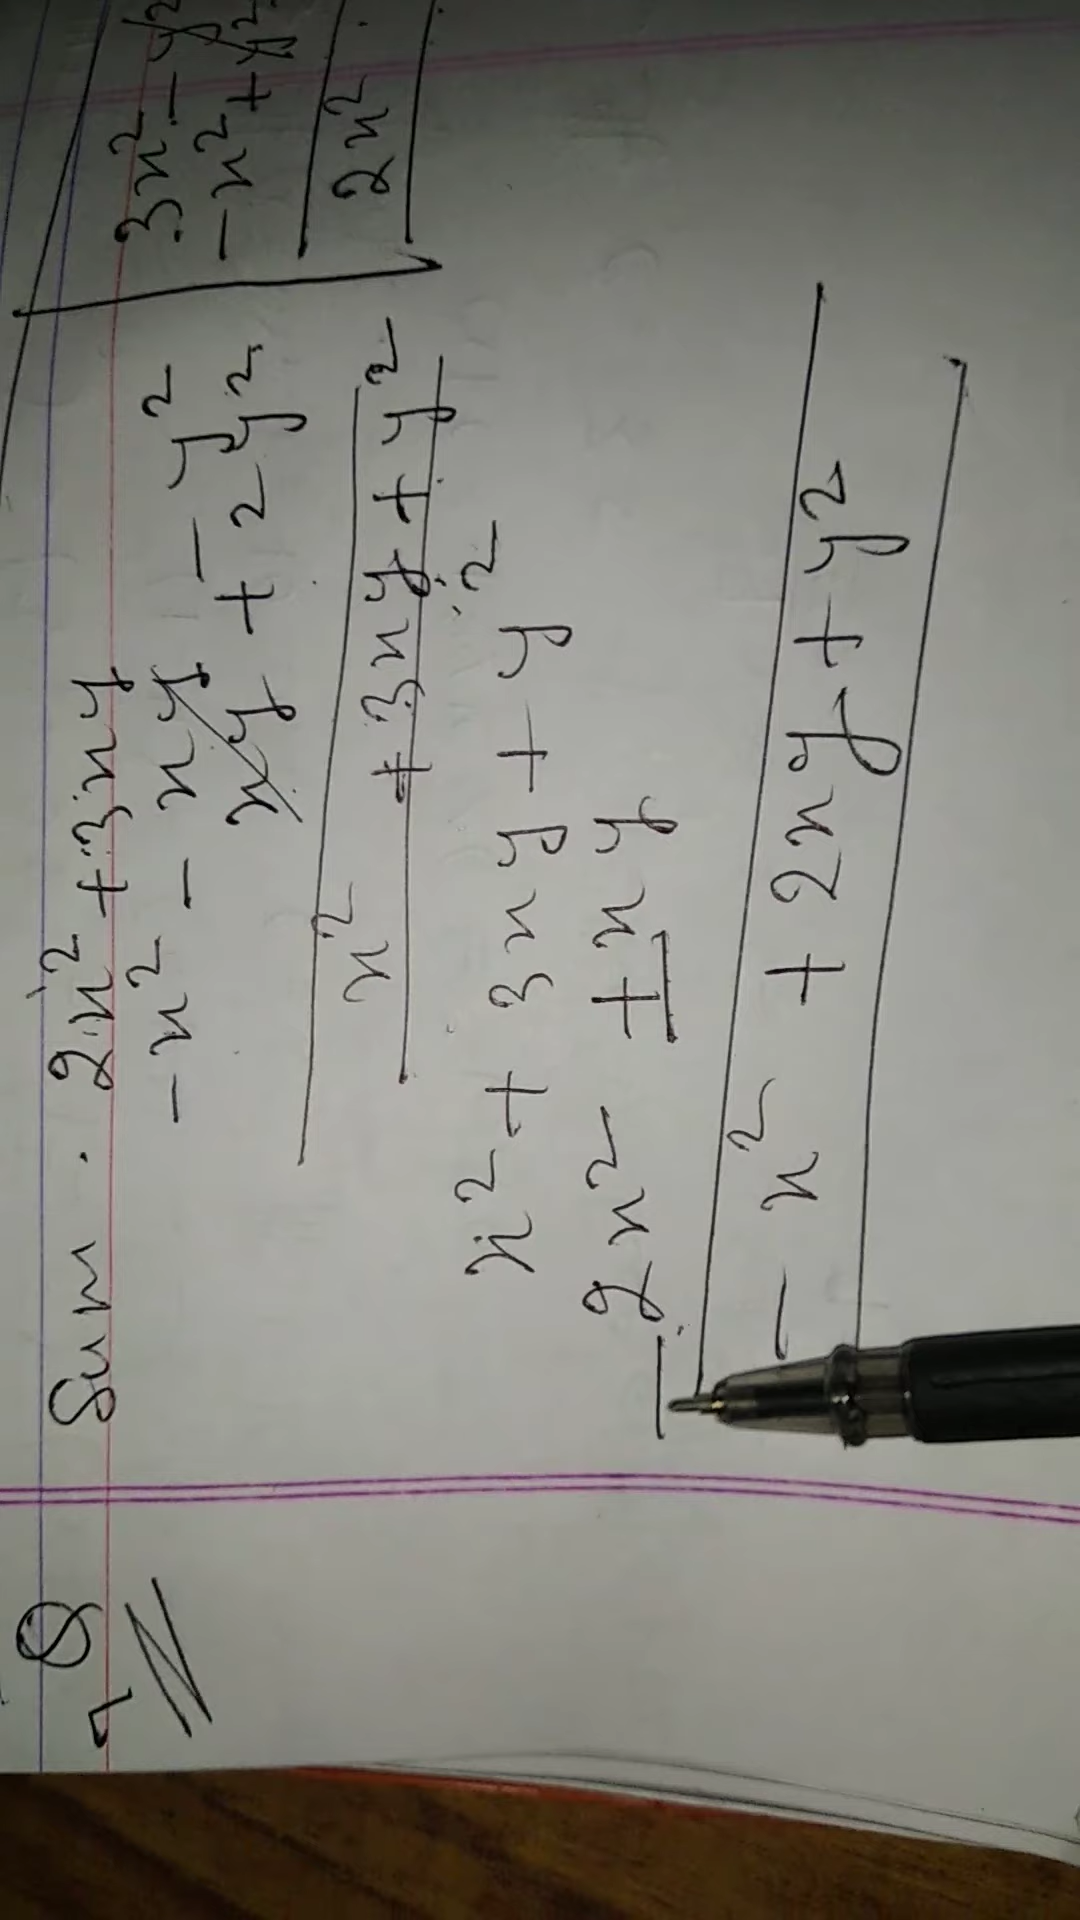 78 Sum. 2x² + 3xy
- x² - xy - y²
xy + 2y²
x² + 3xy + y²
x² + 3xy + y²
2x² + xy
- -
- x² + 2xy + y²
3x² - y²
- x² + y²
2x²